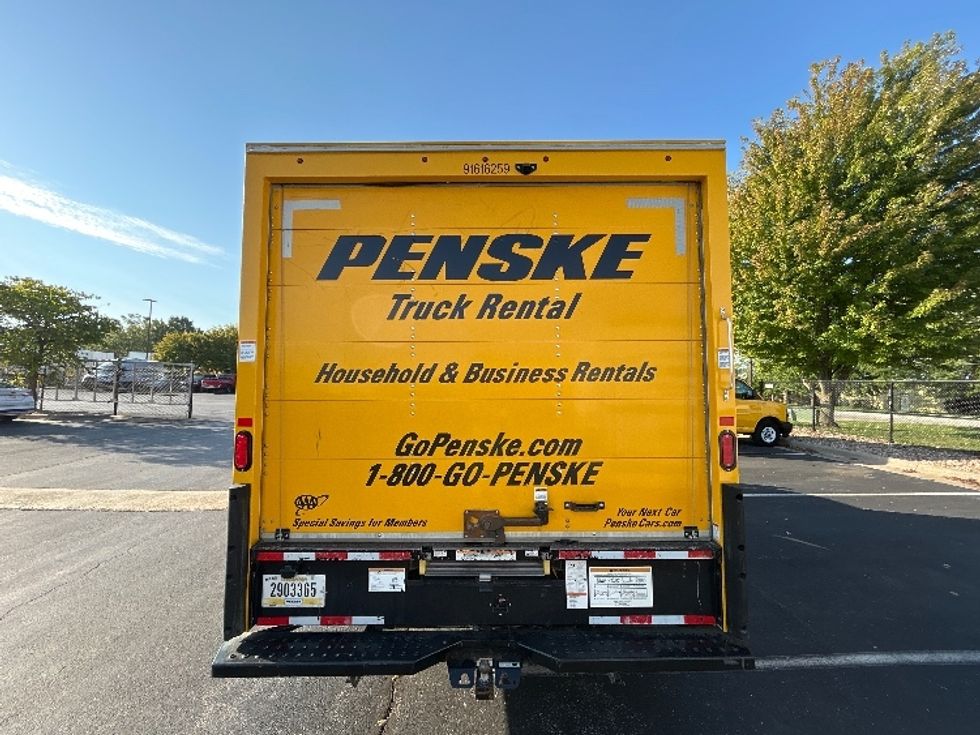 91616259
PENSKE
Truck Rental
Household & Business Rentals
GoPenske.com
1-800-GO-PENSKE
AAA
Special Savings for Members
Your Next Car
PenskeCars.com
2903365